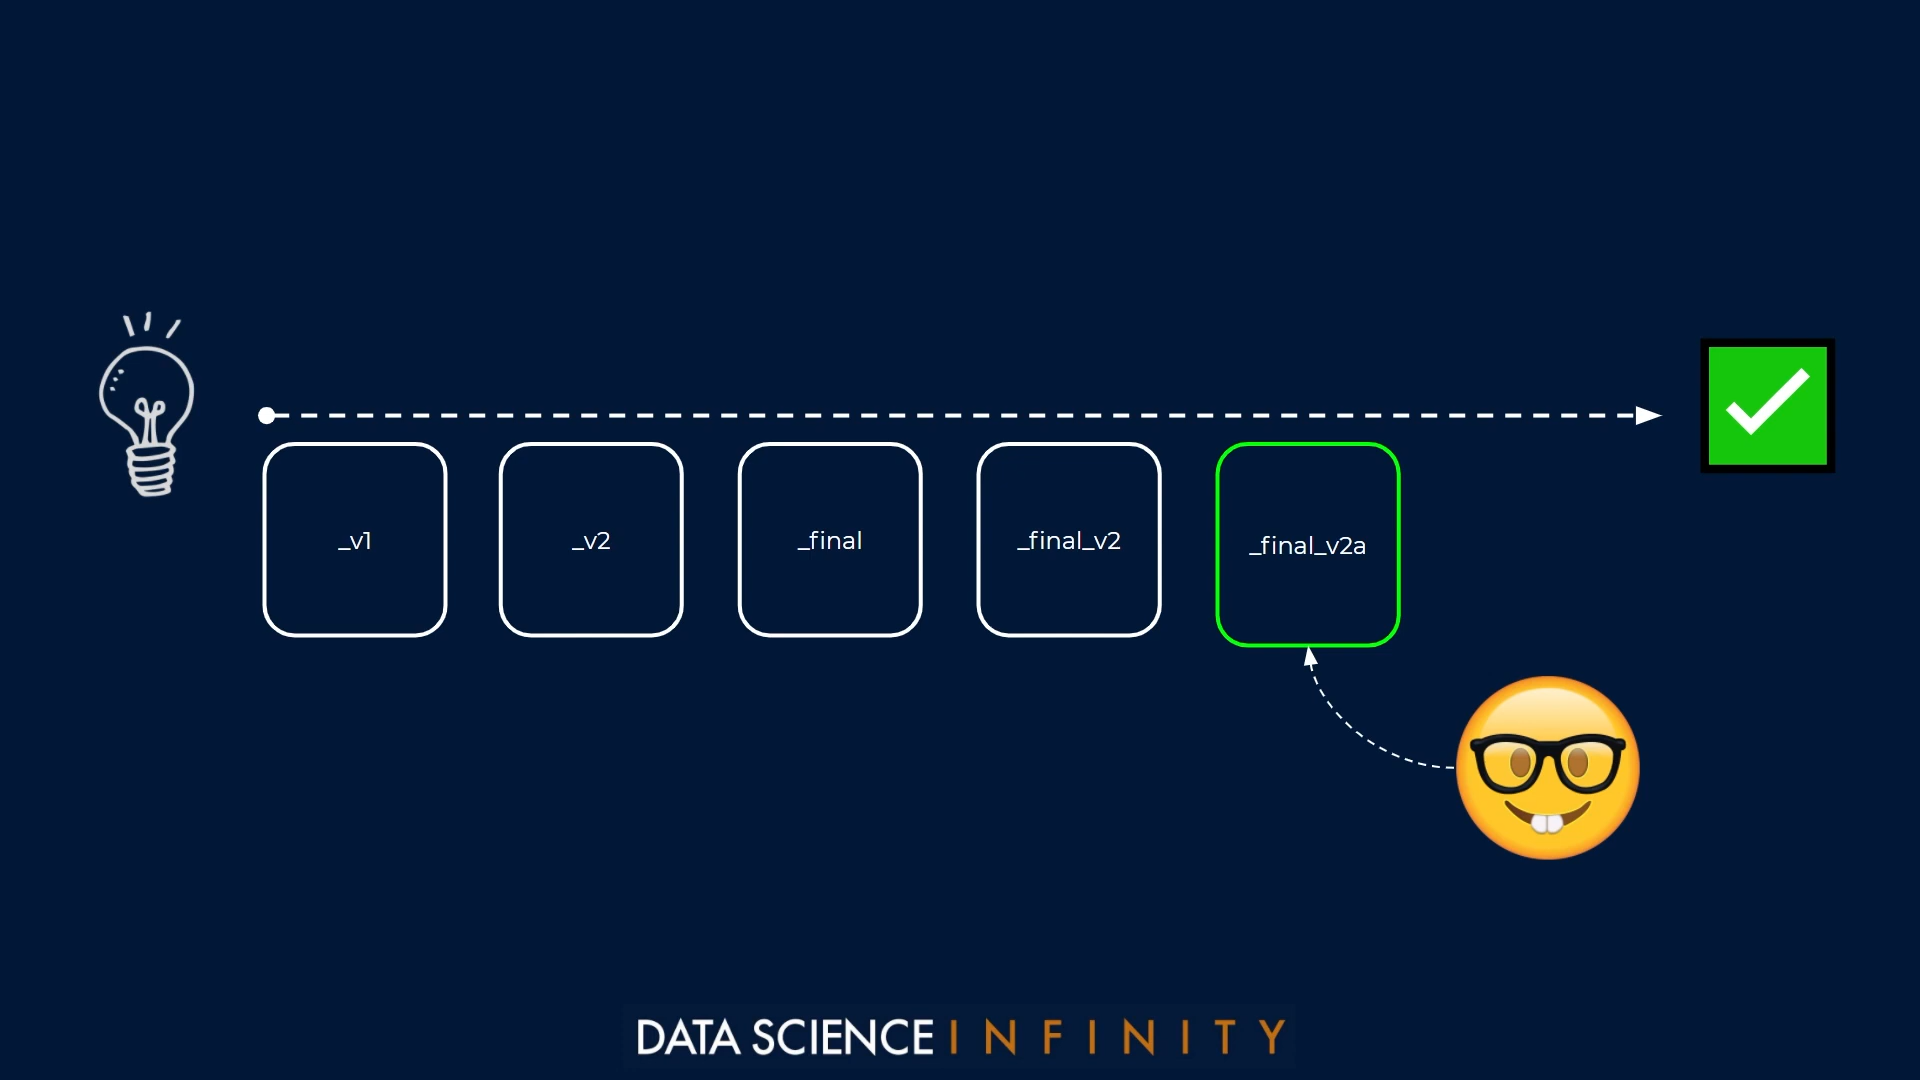 _v1
_v2
_final
_final_v2
_final_v2a
DATA SCIENCE INFINITY